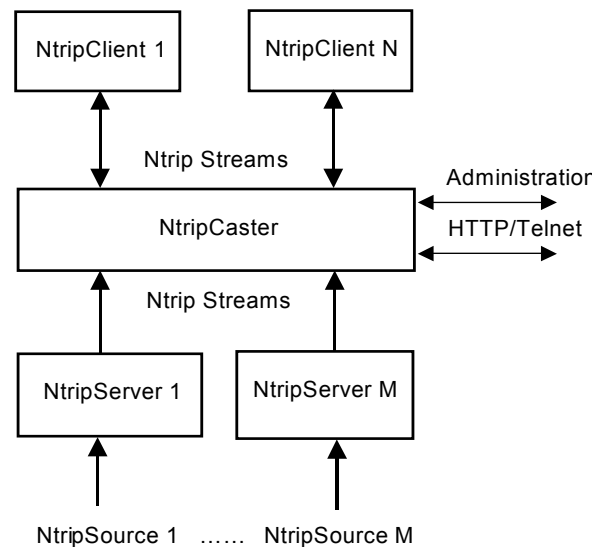 NtripClient 1
NtripClient N
Ntrip Streams
Administration
NtripCaster
HTTP/Telnet
Ntrip Streams
NtripServer 1
NtripServer M
NtripSource 1 …… NtripSource M